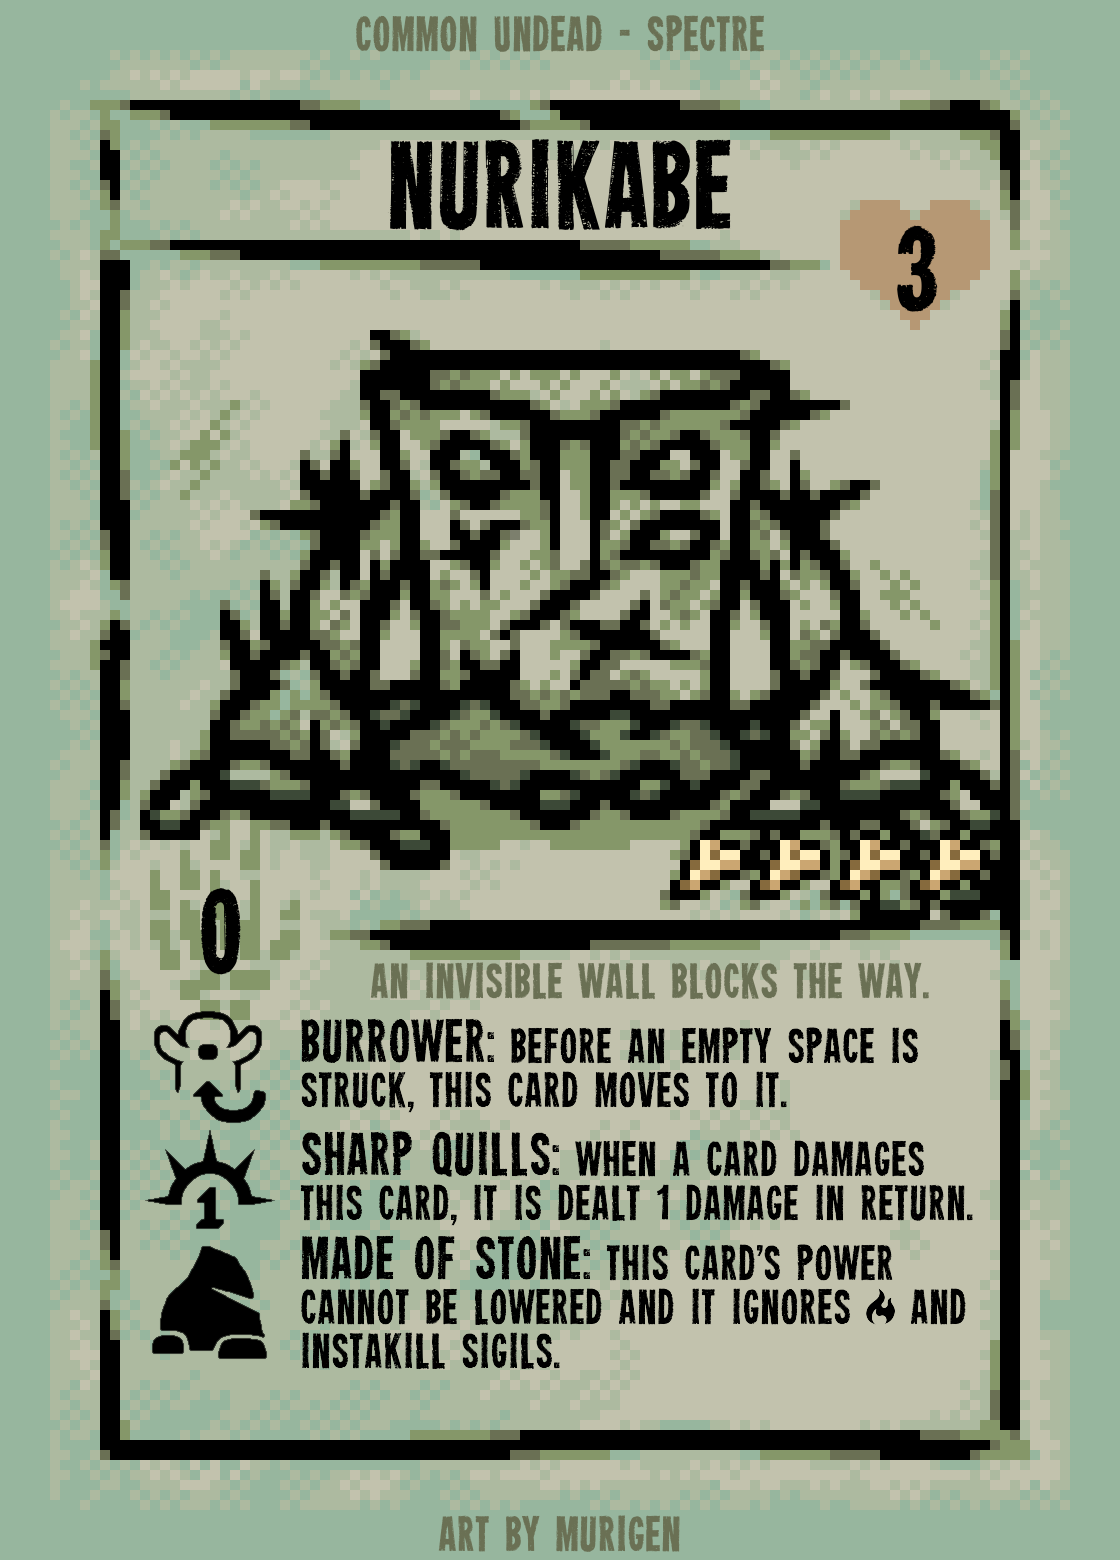 COMMON UNDEAD - SPECTRE
NURIKABE
3
0
AN INVISIBLE WALL BLOCKS THE WAY.
BURROWER: BEFORE AN EMPTY SPACE IS
STRUCK, THIS CARD MOVES TO IT.
SHARP QUILLS: WHEN A CARD DAMAGES
1
THIS CARD, IT IS DEALT 1 DAMAGE IN RETURN.
MADE OF STONE: THIS CARD'S POWER
CANNOT BE LOWERED AND IT IGNORES AND
INSTAKILL SIGILS.
ART BY MURIGEN